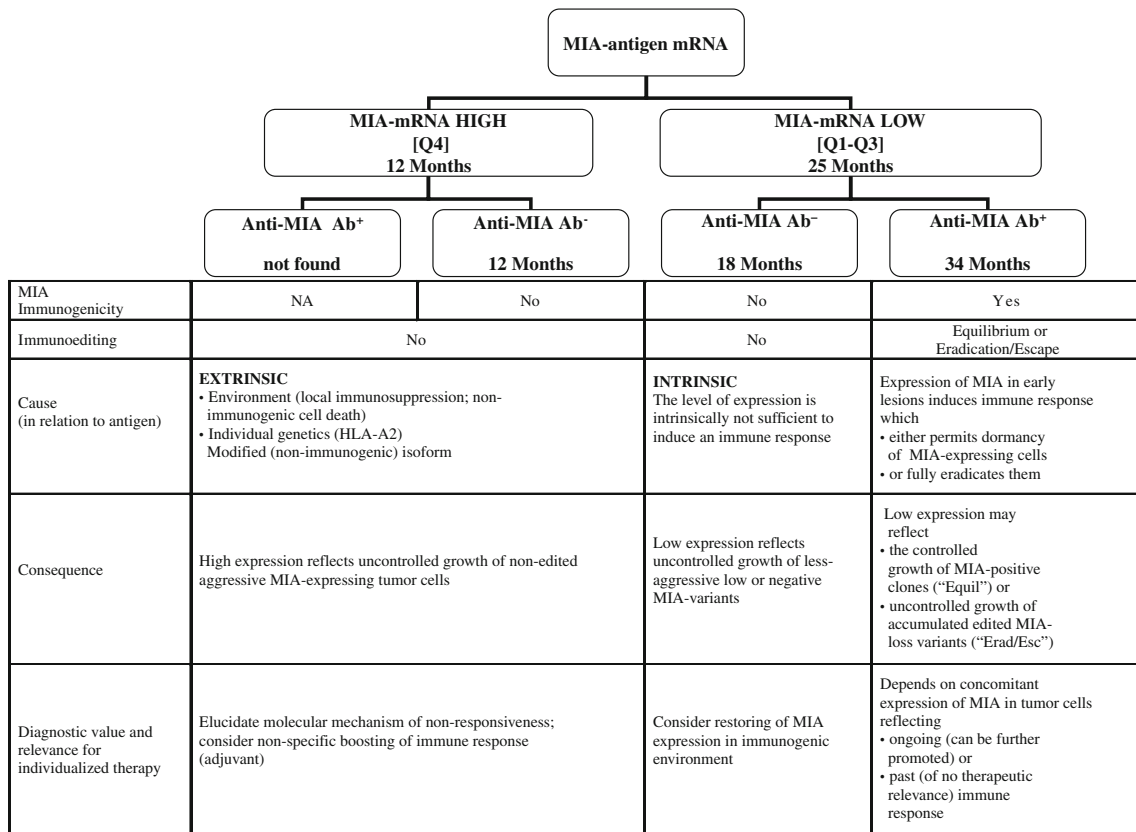 MIA-antigen mRNA
MIA-mRNA HIGH
[Q4]
12 Months
MIA-mRNA LOW
[Q1-Q3]
25 Months
Anti-MIA Ab⁺
not found
Anti-MIA Ab⁻
12 Months
Anti-MIA Ab⁻
18 Months
Anti-MIA Ab⁺
34 Months
MIA
Immunogenicity
NA
No
No
Yes
Immunoediting
No
No
Equilibrium or
Eradication/Escape
Cause
(in relation to antigen)
EXTRINSIC
• Environment (local immunosuppression; non-
immunogenic cell death)
• Individual genetics (HLA-A2)
Modified (non-immunogenic) isoform
INTRINSIC
The level of expression is
intrinsically not sufficient to
induce an immune response
Expression of MIA in early
lesions induces immune response
which
• either permits dormancy
of MIA-expressing cells
• or fully eradicates them
Consequence
High expression reflects uncontrolled growth of non-edited
aggressive MIA-expressing tumor cells
Low expression reflects
uncontrolled growth of less-
aggressive low or negative
MIA-variants
Low expression may
reflect
• the controlled
growth of MIA-positive
clones (“Equil”) or
• uncontrolled growth of
accumulated edited MIA-
loss variants (“Erad/Esc”)
Diagnostic value and
relevance for
individualized therapy
Elucidate molecular mechanism of non-responsiveness;
consider non-specific boosting of immune response
(adjuvant)
Consider restoring of MIA
expression in immunogenic
environment
Depends on concomitant
expression of MIA in tumor cells
reflecting
• ongoing (can be further
promoted) or
• past (of no therapeutic
relevance) immune
response